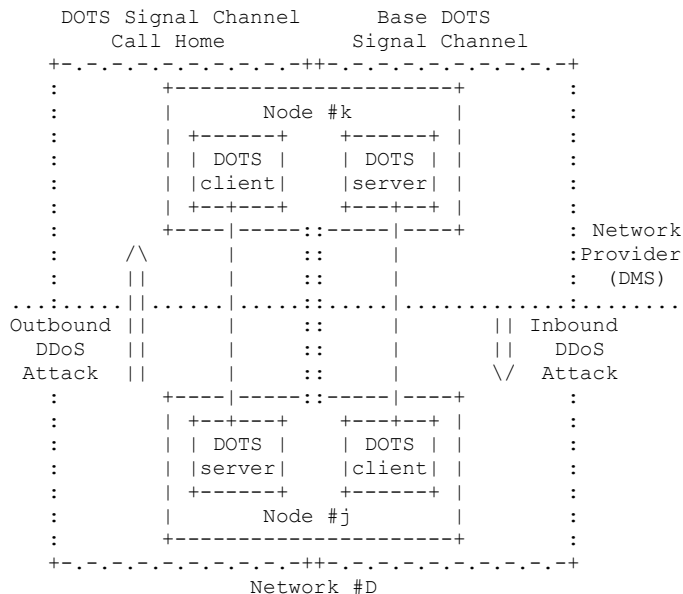 DOTS Signal Channel Base DOTS
Call Home Signal Channel
+-.-.-.-.-.-.-.-.-++-.-.-.-.-.-.-.-.-+
: +----------------------+ :
: | Node #k | :
: | +------+ +------+ | :
: | | DOTS | | DOTS | | :
: | |client| |server| | :
: | +--+---+ +---+--+ | :
: +----|-----::-----|----+ : Network
: /\ | :: | :Provider
: || | :: | : (DMS)
...:.....||......|.....::.....|.............:........
Outbound || | :: | || Inbound
DDoS || | :: | || DDoS
Attack || | :: | \/ Attack
: +----|-----::-----|----+ :
: | +--+---+ +---+--+ | :
: | | DOTS | | DOTS | | :
: | |server| |client| | :
: | +------+ +------+ | :
: | Node #j | :
: +----------------------+ :
+-.-.-.-.-.-.-.-.-++-.-.-.-.-.-.-.-.-+
Network #D